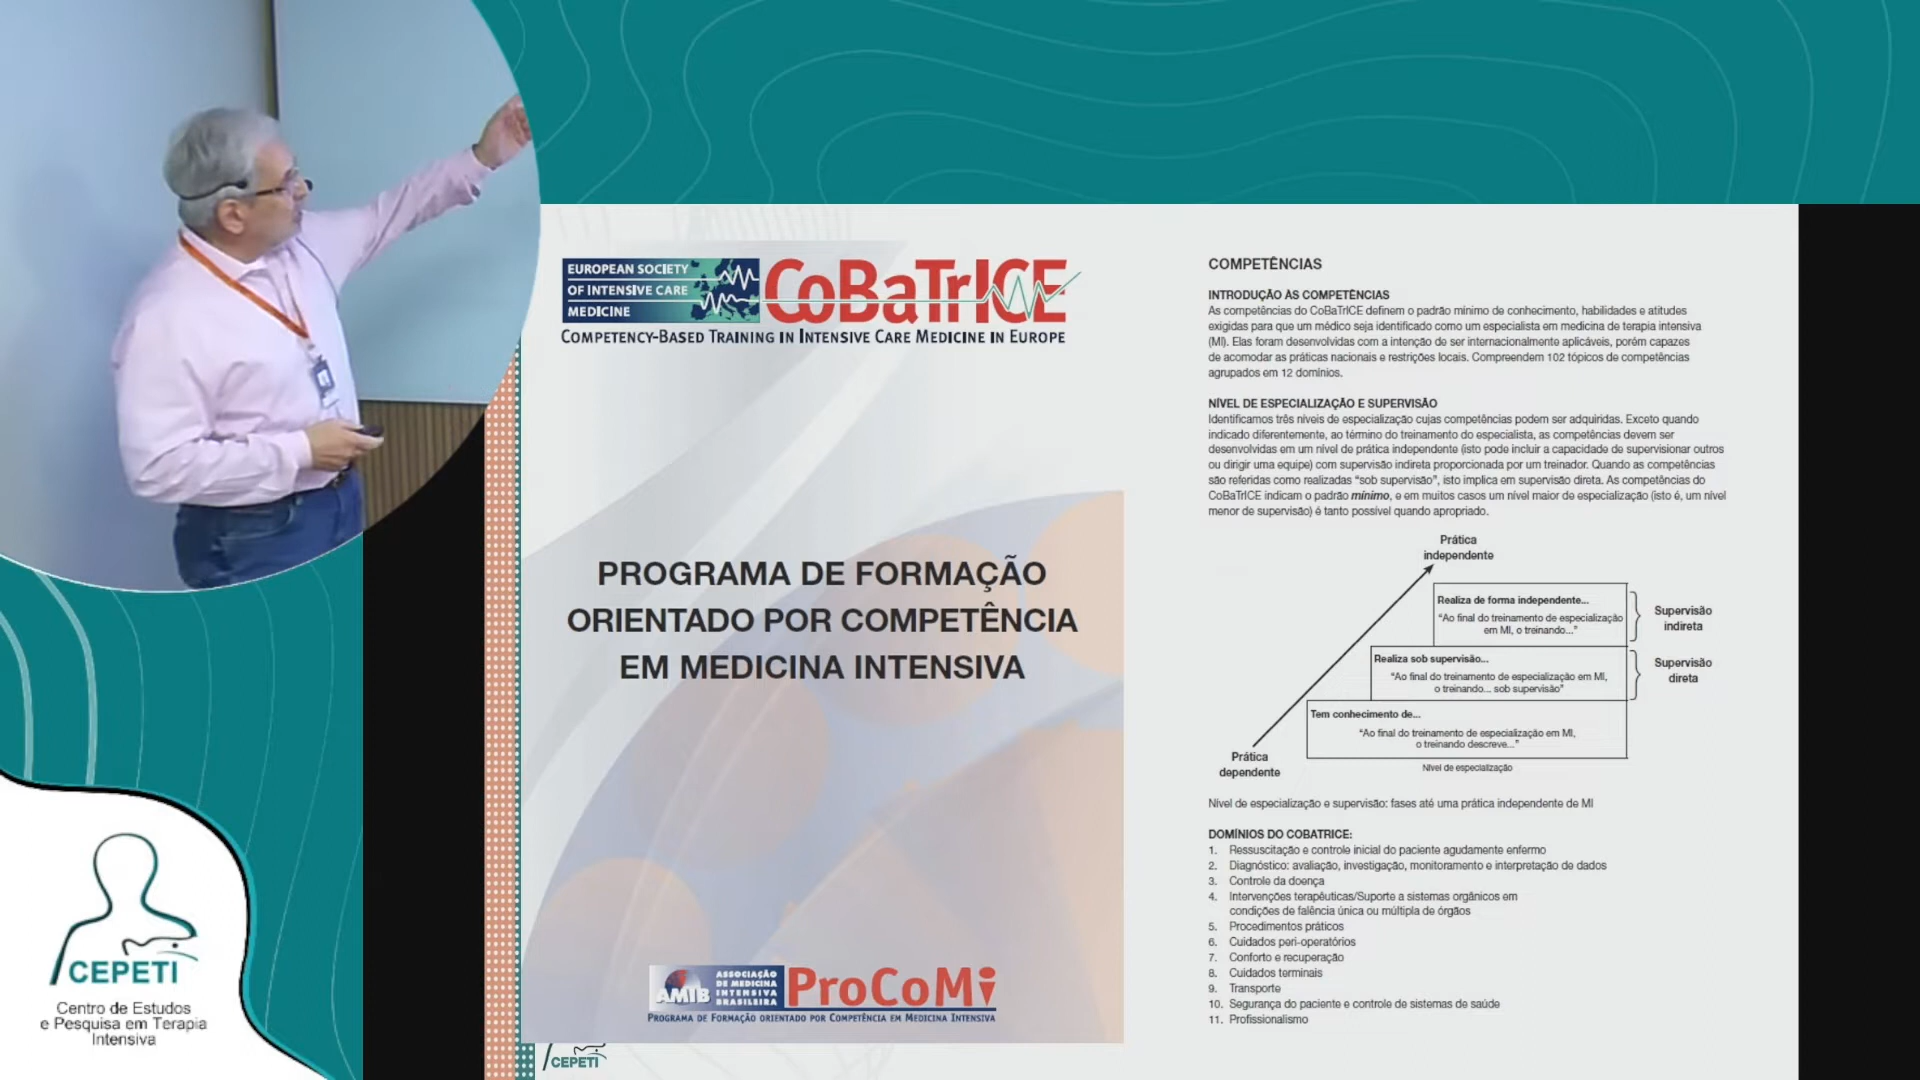 EUROPEAN SOCIETY
OF INTENSIVE CARE
MEDICINE
CoBaTrICE
COMPETENCY-BASED TRAINING IN INTENSIVE CARE MEDICINE IN EUROPE
PROGRAMA DE FORMAÇÃO
ORIENTADO POR COMPETÊNCIA
EM MEDICINA INTENSIVA
AMIB
ASSOCIAÇÃO
DE MEDICINA
INTENSIVA
BRASILEIRA
ProCoMi
PROGRAMA DE FORMAÇÃO ORIENTADO POR COMPETÊNCIA EM MEDICINA INTENSIVA
CEPETI
COMPETÊNCIAS
INTRODUÇÃO ÀS COMPETÊNCIAS
As competências do CoBaTrICE definem o padrão mínimo de conhecimento, habilidades e atitudes
exigidas para que um médico seja identificado como um especialista em medicina de terapia intensiva
(MI). Elas foram desenvolvidas com a intenção de ser internacionalmente aplicáveis, porém capazes
de acomodar as práticas nacionais e restrições locais. Compreendem 102 tópicos de competências
agrupados em 12 domínios.
NÍVEL DE ESPECIALIZAÇÃO E SUPERVISÃO
Identificamos três níveis de especialização cujas competências podem ser adquiridas. Exceto quando
indicado diferentemente, ao término do treinamento do especialista, as competências devem ser
desenvolvidas em um nível de prática independente (isto pode incluir a capacidade de supervisionar outros
ou dirigir uma equipe) com supervisão indireta proporcionada por um treinador. Quando as competências
são referidas como realizadas “sob supervisão”, isto implica em supervisão direta. As competências do
CoBaTrICE indicam o padrão mínimo, e em muitos casos um nível maior de especialização (isto é, um nível
menor de supervisão) é tanto possível quando apropriado.
Prática
independente
Realiza de forma independente...
“Ao final do treinamento de especialização
em MI, o treinando...”
Supervisão
indireta
Realiza sob supervisão...
“Ao final do treinamento de especialização em MI,
o treinando... sob supervisão”
Supervisão
direta
Tem conhecimento de...
“Ao final do treinamento de especialização em MI,
o treinando descreve...”
Prática
dependente
Nível de especialização
Nível de especialização e supervisão: fases até uma prática independente de MI
DOMÍNIOS DO COBATRICE:
1. Ressuscitação e controle inicial do paciente agudamente enfermo
2. Diagnóstico: avaliação, investigação, monitoramento e interpretação de dados
3. Controle da doença
4. Intervenções terapêuticas/Suporte a sistemas orgânicos em
condições de falência única ou múltipla de órgãos
5. Procedimentos práticos
6. Cuidados peri-operatórios
7. Conforto e recuperação
8. Cuidados terminais
9. Transporte
10. Segurança do paciente e controle de sistemas de saúde
11. Profissionalismo
CEPETI
Centro de Estudos
e Pesquisa em Terapia
Intensiva